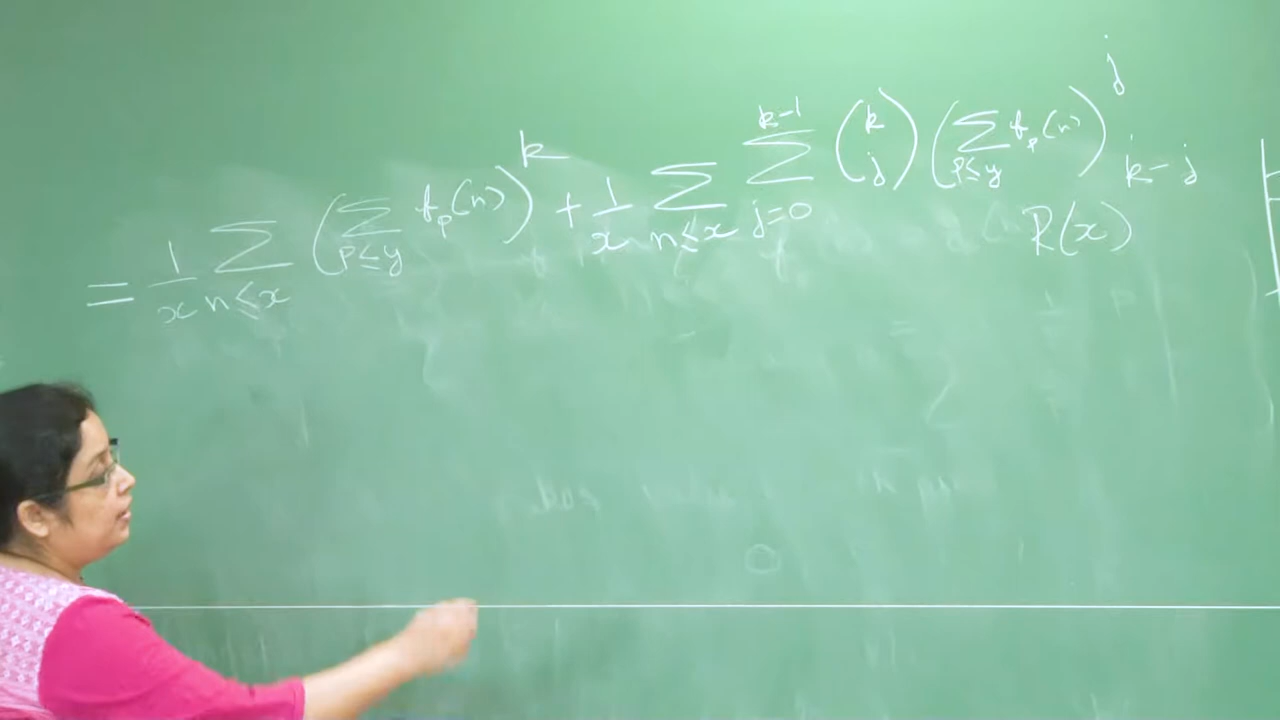 = 1/x ∑_{n≤x} (∑_{p≤y} f_p(n))^k + 1/x ∑_{n≤x} ∑_{j=0}^{k-1} (k j) (∑_{p≤y} f_p(n))^j R(x)^{k-j}